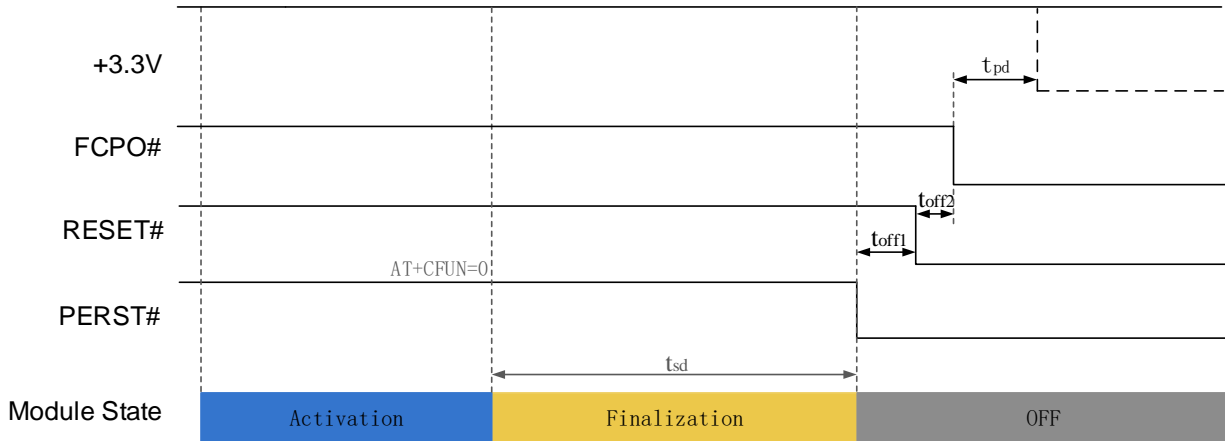 +3.3V
tpd
FCPO#
toff2
RESET#
toff1
AT+CFUN=0
PERST#
tsd
Module State
Activation
Finalization
OFF